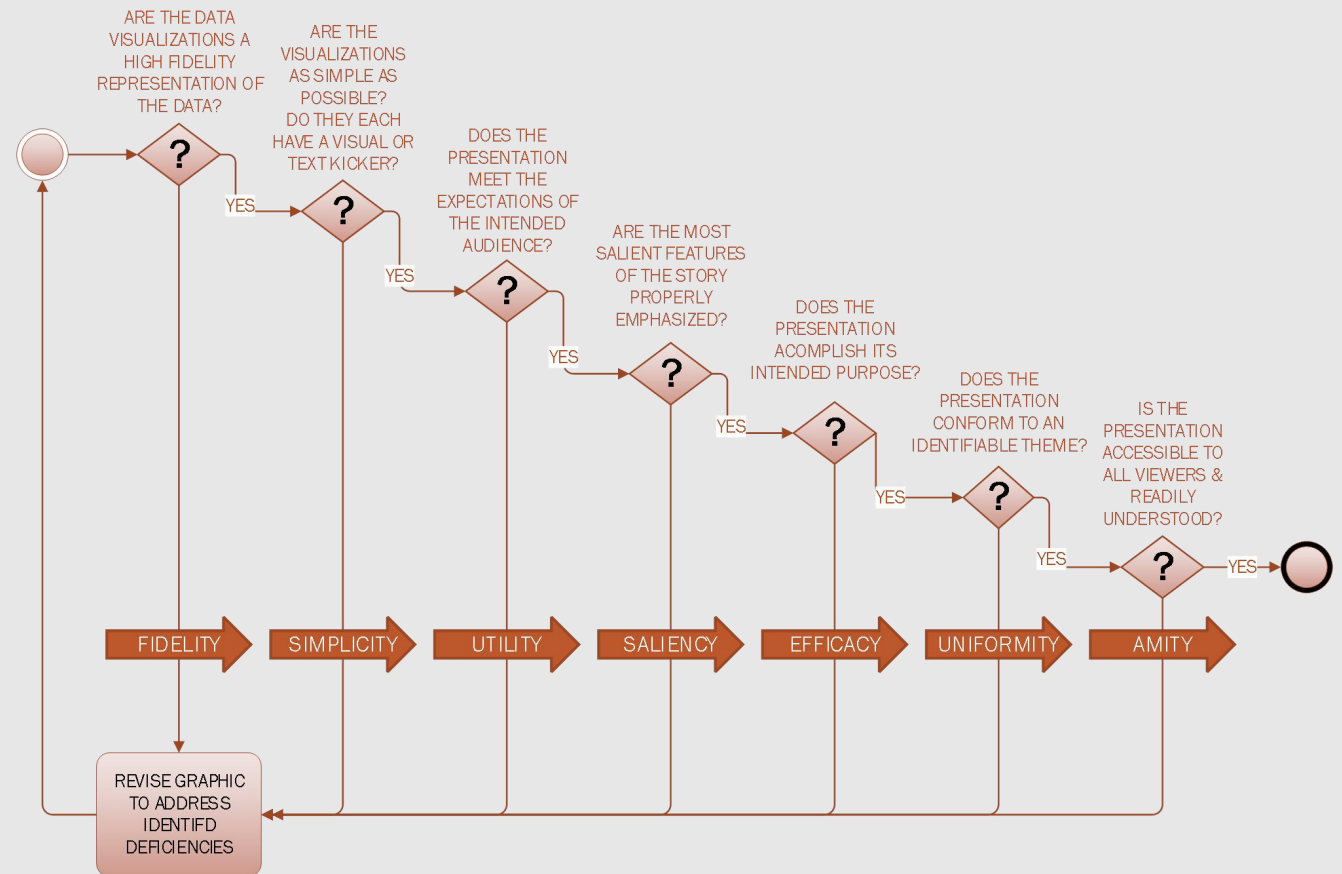 ARE THE DATA
VISUALIZATIONS A
HIGH FIDELITY
REPRESENTATION OF
THE DATA?
?
YES
ARE THE
VISUALIZATIONS
AS SIMPLE AS
POSSIBLE?
DO THEY EACH
HAVE A VISUAL OR
TEXT KICKER?
?
YES
DOES THE
PRESENTATION
MEET THE
EXPECTATIONS OF
THE INTENDED
AUDIENCE?
?
YES
ARE THE MOST
SALIENT FEATURES
OF THE STORY
PROPERLY
EMPHASIZED?
?
YES
DOES THE
PRESENTATION
ACOMPLISH ITS
INTENDED PURPOSE?
?
YES
DOES THE
PRESENTATION
CONFORM TO AN
IDENTIFIABLE THEME?
?
YES
IS THE
PRESENTATION
ACCESSIBLE TO
ALL VIEWERS &
READILY
UNDERSTOOD?
?
YES
FIDELITY
SIMPLICITY
UTILITY
SALIENCY
EFFICACY
UNIFORMITY
AMITY
REVISE GRAPHIC
TO ADDRESS
IDENTIFD
DEFICIENCIES